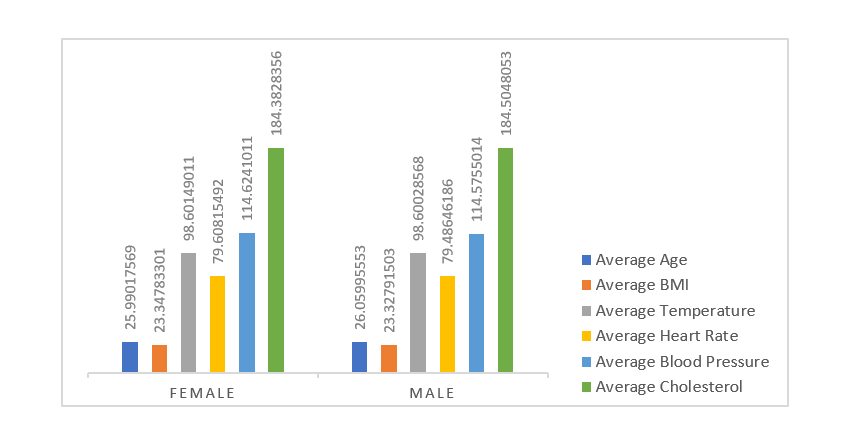 25.99017569
23.34783301
98.60149011
79.60815492
114.6241011
184.3828356
26.05995553
23.32791503
98.60028568
79.48646186
114.5755014
184.5048053
FEMALE
MALE
Average Age
Average BMI
Average Temperature
Average Heart Rate
Average Blood Pressure
Average Cholesterol